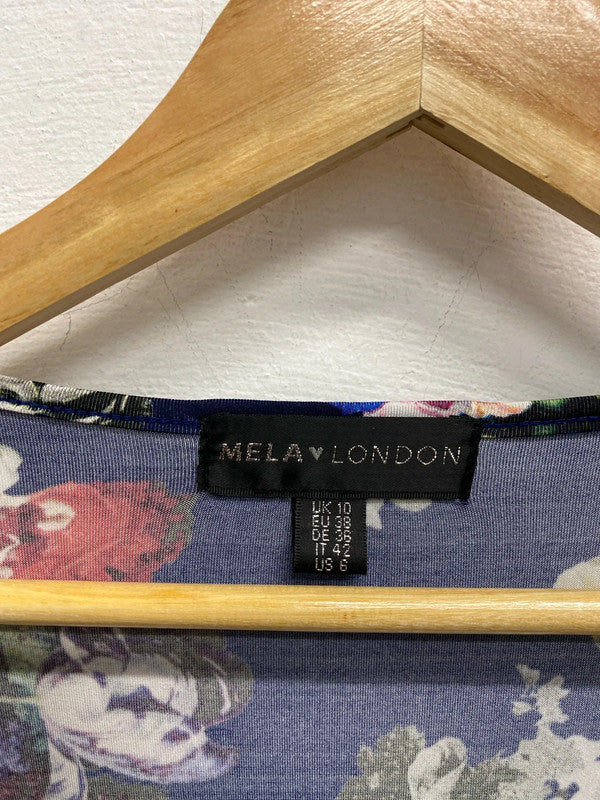 MELA♥LONDON
UK 10
EU 38
DE 36
IT 42
US 6